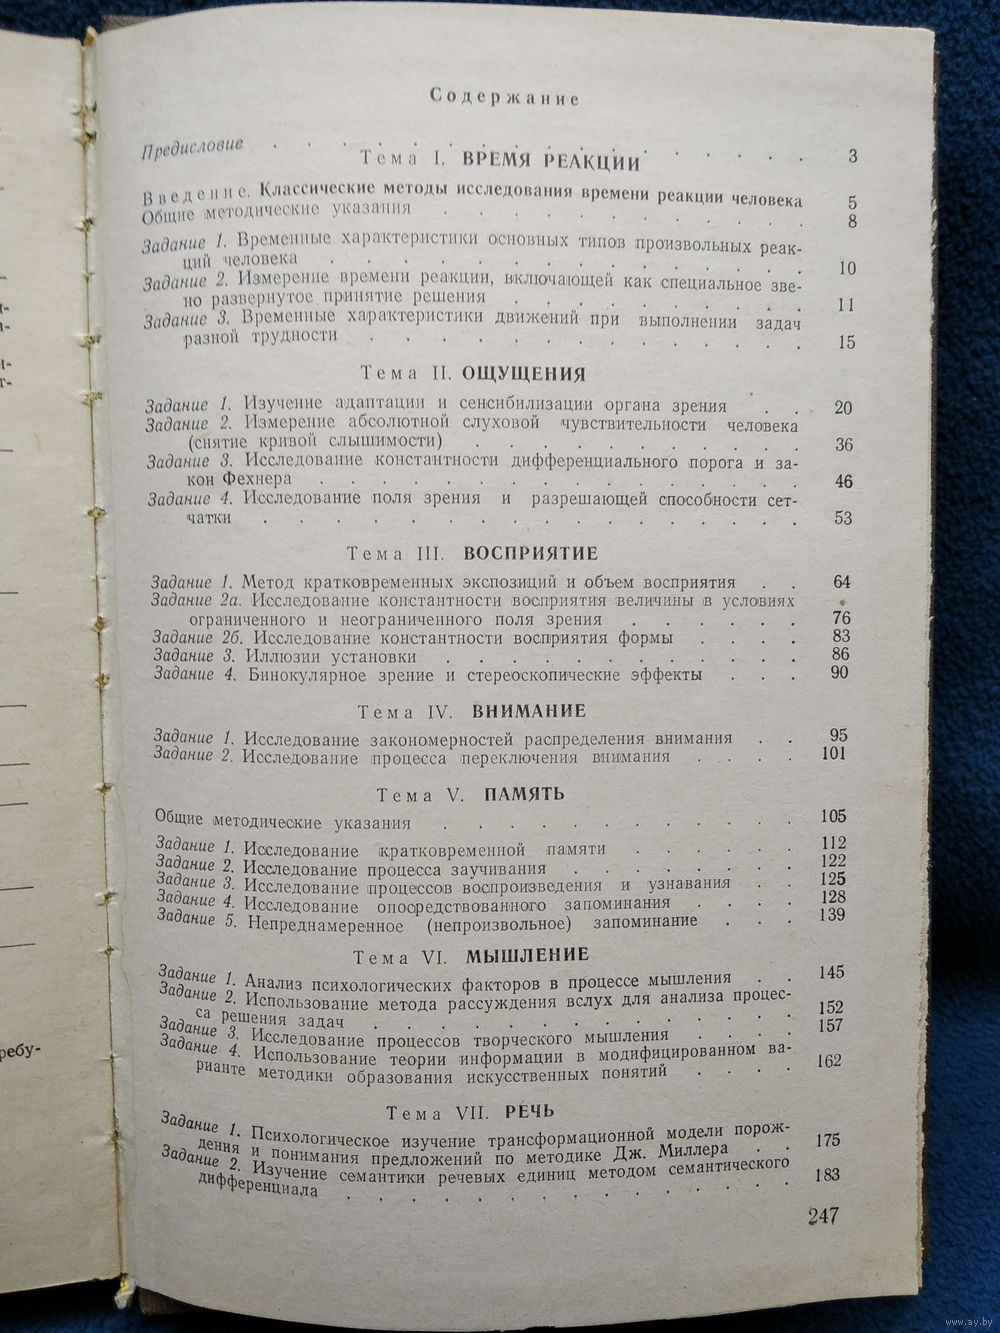 Содержание
Предисловие . . . . . . . . . . . . . . . . 3
Тема I. ВРЕМЯ РЕАКЦИИ
Введение. Классические методы исследования времени реакции человека 5
Общие методические указания . . . . . . . . . . 8
Задание 1. Временные характеристики основных типов произвольных реак-
ций человека . . . . . . . . . . . . . . 10
Задание 2. Измерение времени реакции, включающей как специальное зве-
но развернутое принятие решения . . . . . . . . 11
Задание 3. Временные характеристики движений при выполнении задач
разной трудности . . . . . . . . . . . . 15
Тема II. ОЩУЩЕНИЯ
Задание 1. Изучение адаптации и сенсибилизации органа зрения . . 20
Задание 2. Измерение абсолютной слуховой чувствительности человека
(снятие кривой слышимости) . . . . . . . . . 36
Задание 3. Исследование константности дифференциального порога и за-
кон Фехнера . . . . . . . . . . . . . . 46
Задание 4. Исследование поля зрения и разрешающей способности сет-
чатки . . . . . . . . . . . . . . . . 53
Тема III. ВОСПРИЯТИЕ
Задание 1. Метод кратковременных экспозиций и объем восприятия . . 64
Задание 2а. Исследование константности восприятия величины в условиях
ограниченного и неограниченного поля зрения . . . . . . 76
Задание 2б. Исследование константности восприятия формы . . . . 83
Задание 3. Иллюзии установки . . . . . . . . . . 86
Задание 4. Бинокулярное зрение и стереоскопические эффекты . . . 90
Тема IV. ВНИМАНИЕ
Задание 1. Исследование закономерностей распределения внимания . . 95
Задание 2. Исследование процесса переключения внимания . . . . 101
Тема V. ПАМЯТЬ
Общие методические указания . . . . . . . . . . 105
Задание 1. Исследование кратковременной памяти . . . . . . 112
Задание 2. Исследование процесса заучивания . . . . . . . 122
Задание 3. Исследование процессов воспроизведения и узнавания . . 125
Задание 4. Исследование опосредствованного запоминания . . . . 128
Задание 5. Непреднамеренное (непроизвольное) запоминание . . . 139
Тема VI. МЫШЛЕНИЕ
Задание 1. Анализ психологических факторов в процессе мышления . . 145
Задание 2. Использование метода рассуждения вслух для анализа процес-
са решения задач . . . . . . . . . . . . 152
Задание 3. Исследование процессов творческого мышления . . . . 157
Задание 4. Использование теории информации в модифицированном ва-
рианте методики образования искусственных понятий . . . . 162
Тема VII. РЕЧЬ
Задание 1. Психологическое изучение трансформационной модели порож-
дения и понимания предложений по методике Дж. Миллера . . 175
Задание 2. Изучение семантики речевых единиц методом семантического
дифференциала . . . . . . . . . . . . . 183
247
ребу-
www.ay.by